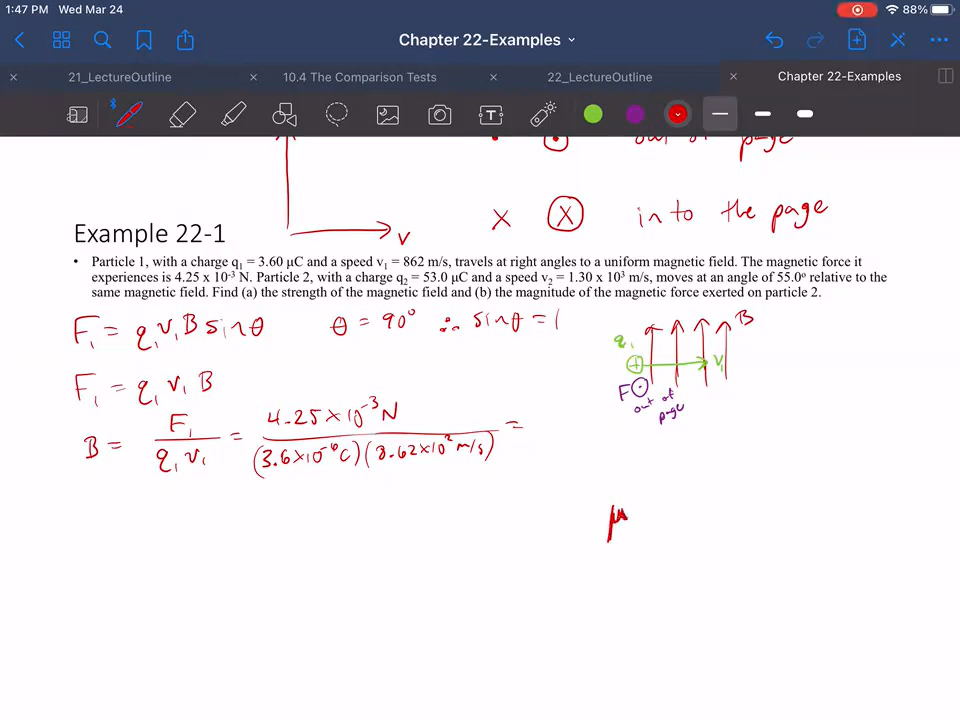 1:47 PM Wed Mar 24
88%
Chapter 22-Examples
21_LectureOutline
10.4 The Comparison Tests
22_LectureOutline
Chapter 22-Examples
T
out of page
v
x ⓧ into the page
Example 22-1
• Particle 1, with a charge q₁ = 3.60 μC and a speed v₁ = 862 m/s, travels at right angles to a uniform magnetic field. The magnetic force it
experiences is 4.25 x 10⁻³ N. Particle 2, with a charge q₂ = 53.0 μC and a speed v₂ = 1.30 x 10³ m/s, moves at an angle of 55.0° relative to the
same magnetic field. Find (a) the strength of the magnetic field and (b) the magnitude of the magnetic force exerted on particle 2.
F₁ = q₁ v₁ B sinθ θ = 90° ∴ sinθ = 1
B
q₁
+ v₁
F ⊙
out of
page
F₁ = q₁ v₁ B
B = F₁ / q₁ v₁ = 4.25 × 10⁻³ N / (3.6 × 10⁻⁶ C)(8.62 × 10² m/s) =
μ